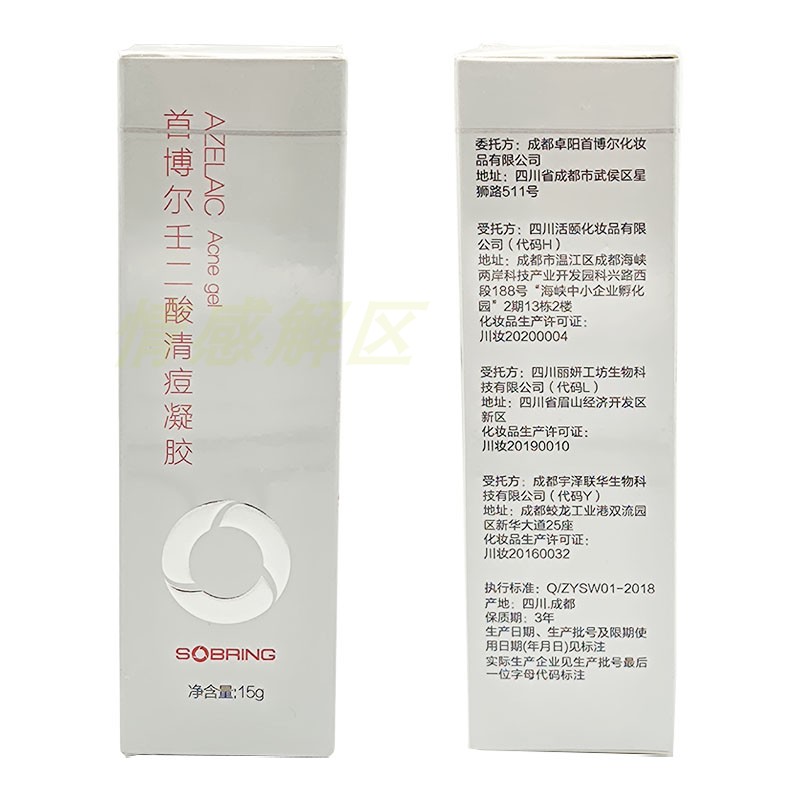 AZELAIC Acne gel
首博尔壬二酸清痘凝胶
情感解区
SOBRING
净含量:15g
委托方：成都卓阳首博尔化妆
品有限公司
地址：四川省成都市武侯区星
狮路511号
受托方：四川活颐化妆品有限
公司（代码H）
地址：成都市温江区成都海峡
两岸科技产业开发园科兴路西
段188号“海峡中小企业孵化
园”2期13栋2楼
化妆品生产许可证：
川妆20200004
受托方：四川丽妍工坊生物科
技有限公司（代码L）
地址：四川省眉山经济开发区
新区
化妆品生产许可证：
川妆20190010
受托方：成都宇泽联华生物科
技有限公司（代码Y）
地址：成都蛟龙工业港双流园
区新华大道25座
化妆品生产许可证：
川妆20160032
执行标准：Q/ZYSW01-2018
产地：四川.成都
保质期：3年
生产日期、生产批号及限期使
用日期(年月日)见标注
实际生产企业见生产批号最后
一位字母代码标注